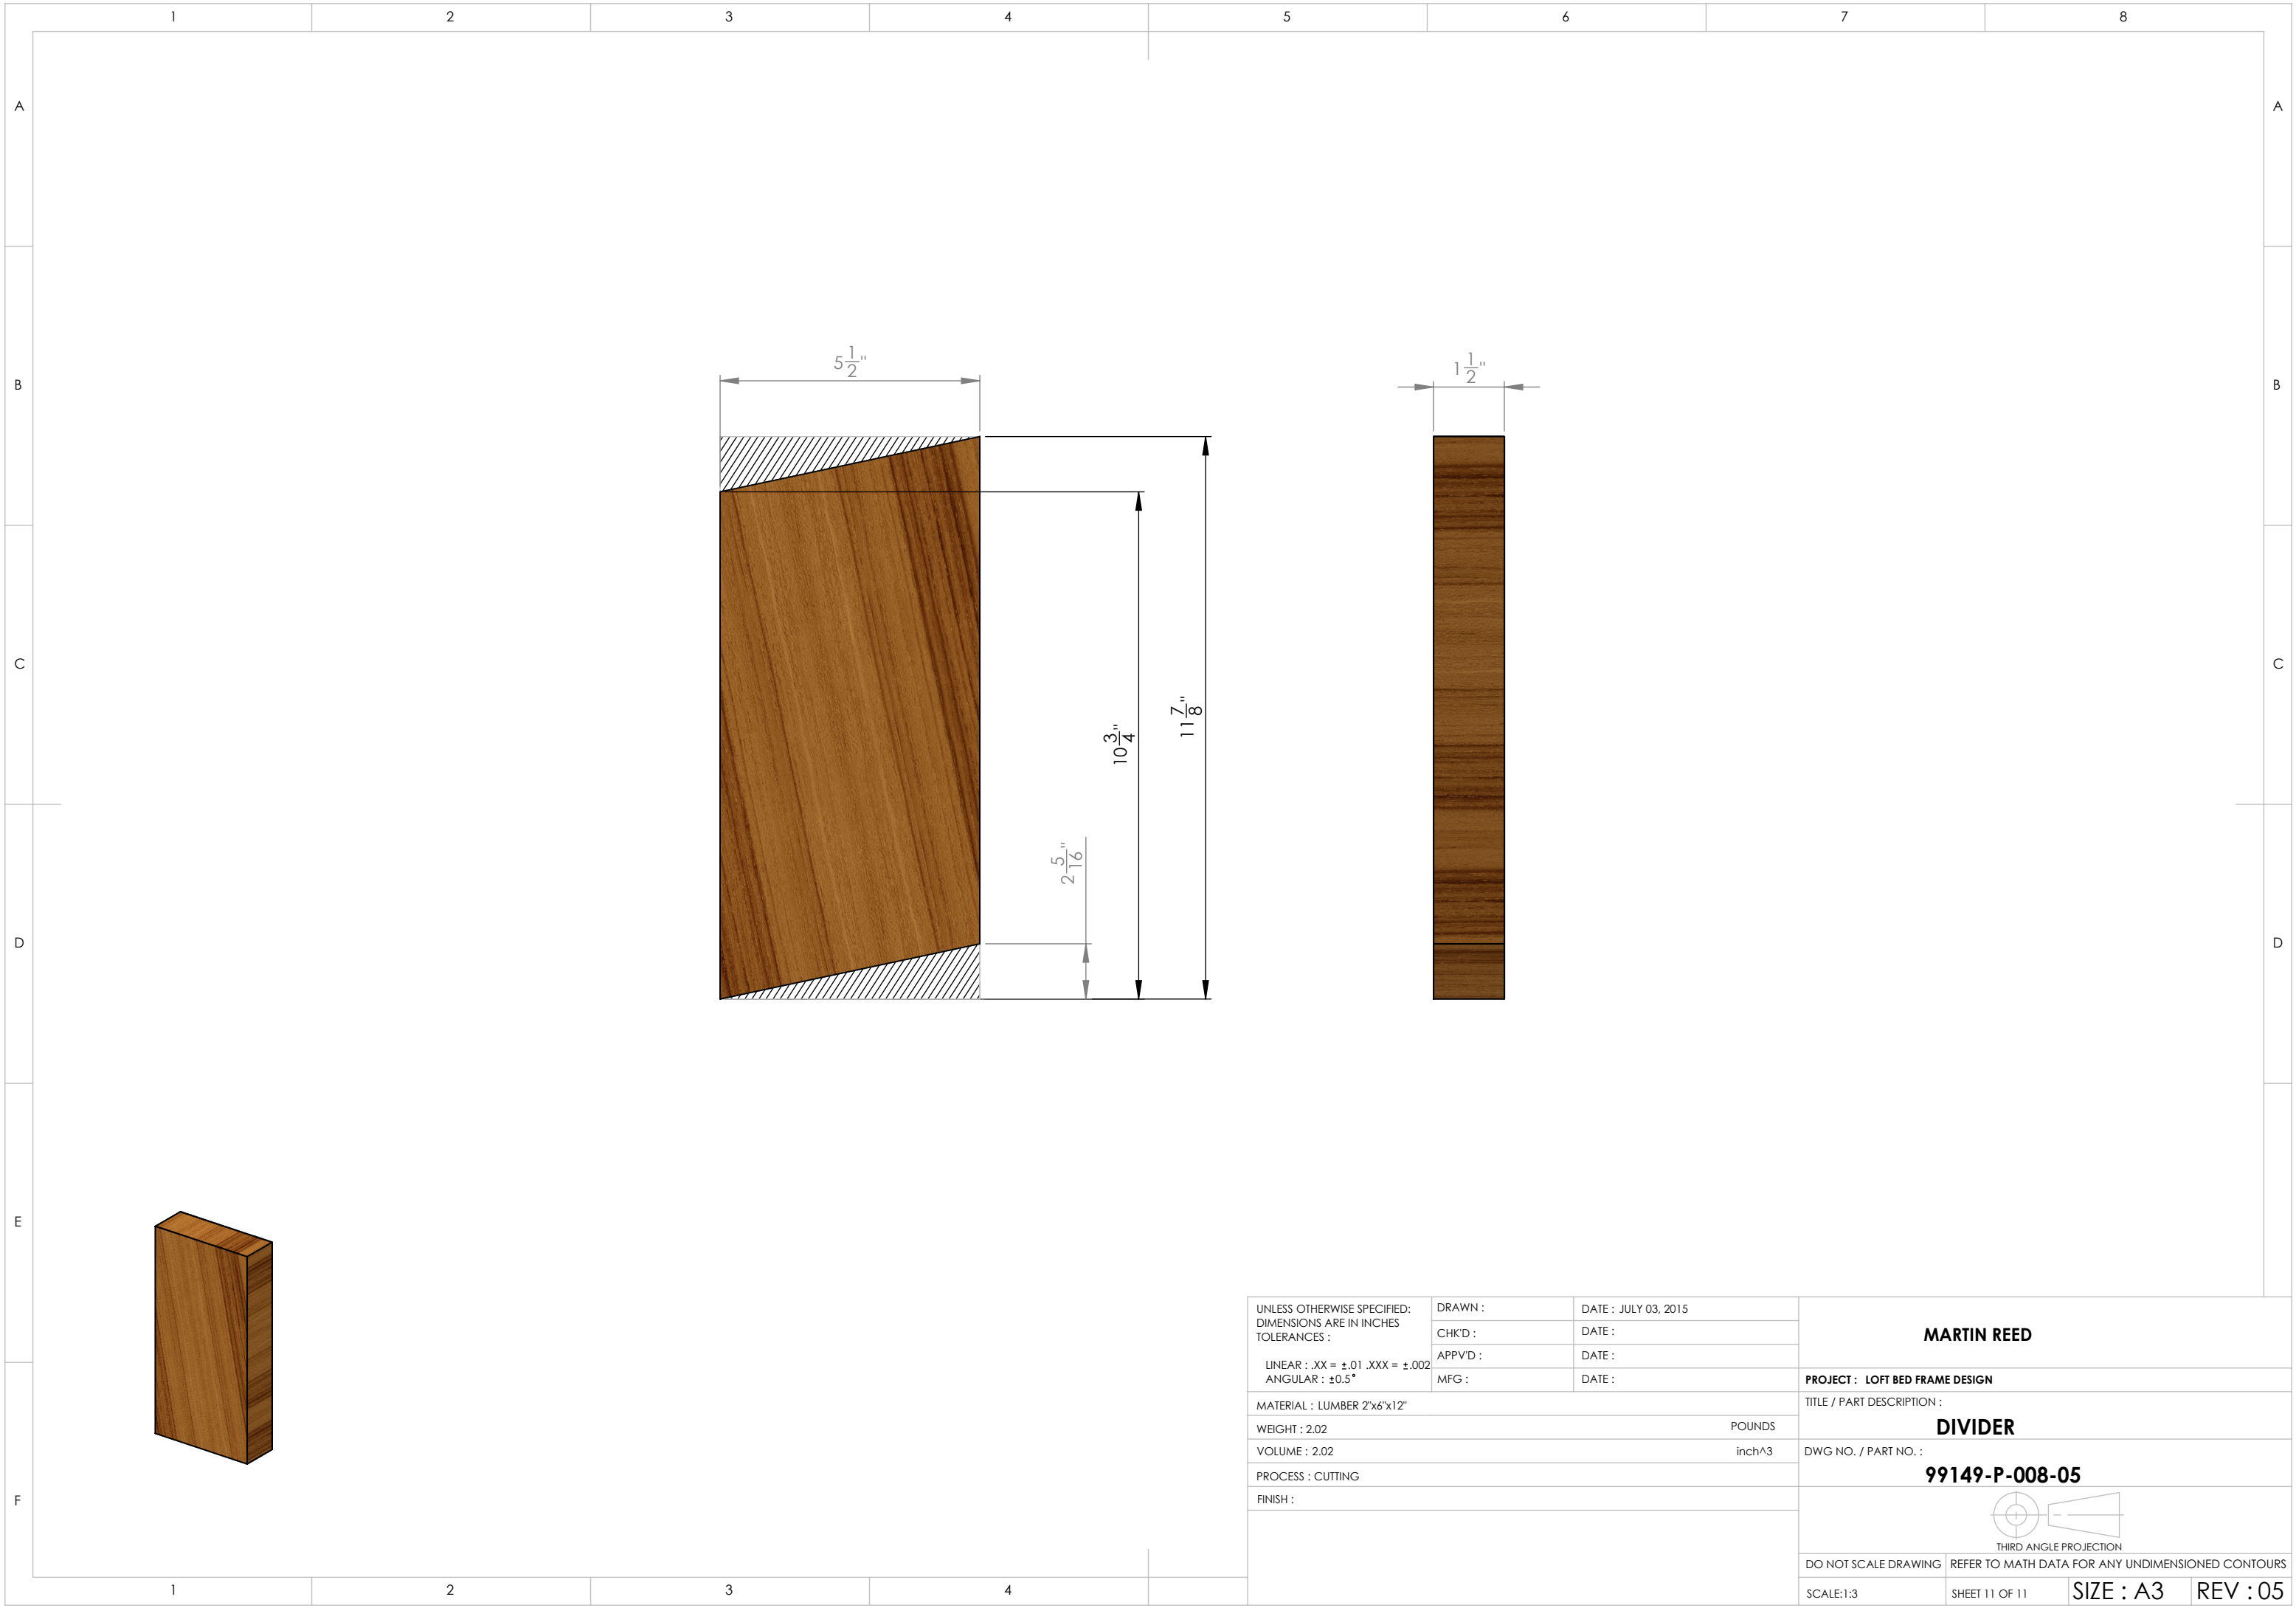 1 2 3 4 5 6 7 8
A A
B B
C C
D D
E
F
5 1/2"
1 1/2"
11 7/8"
10 3/4"
2 5/16"
UNLESS OTHERWISE SPECIFIED:
DIMENSIONS ARE IN INCHES
TOLERANCES :
LINEAR : .XX = ±.01 .XXX = ±.002
ANGULAR : ±0.5°
DRAWN : DATE : JULY 03, 2015
CHK'D : DATE :
APPV'D : DATE :
MFG : DATE :
MATERIAL : LUMBER 2"x6"x12"
WEIGHT : 2.02 POUNDS
VOLUME : 2.02 inch^3
PROCESS : CUTTING
FINISH :
MARTIN REED
PROJECT : LOFT BED FRAME DESIGN
TITLE / PART DESCRIPTION :
DIVIDER
DWG NO. / PART NO. :
99149-P-008-05
THIRD ANGLE PROJECTION
DO NOT SCALE DRAWING REFER TO MATH DATA FOR ANY UNDIMENSIONED CONTOURS
SCALE:1:3 SHEET 11 OF 11 SIZE : A3 REV : 05
1 2 3 4